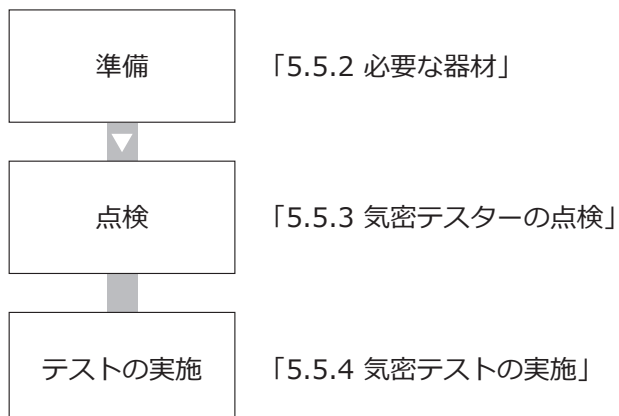 準備
「5.5.2 必要な器材」
点検
「5.5.3 気密テスターの点検」
テストの実施
「5.5.4 気密テストの実施」